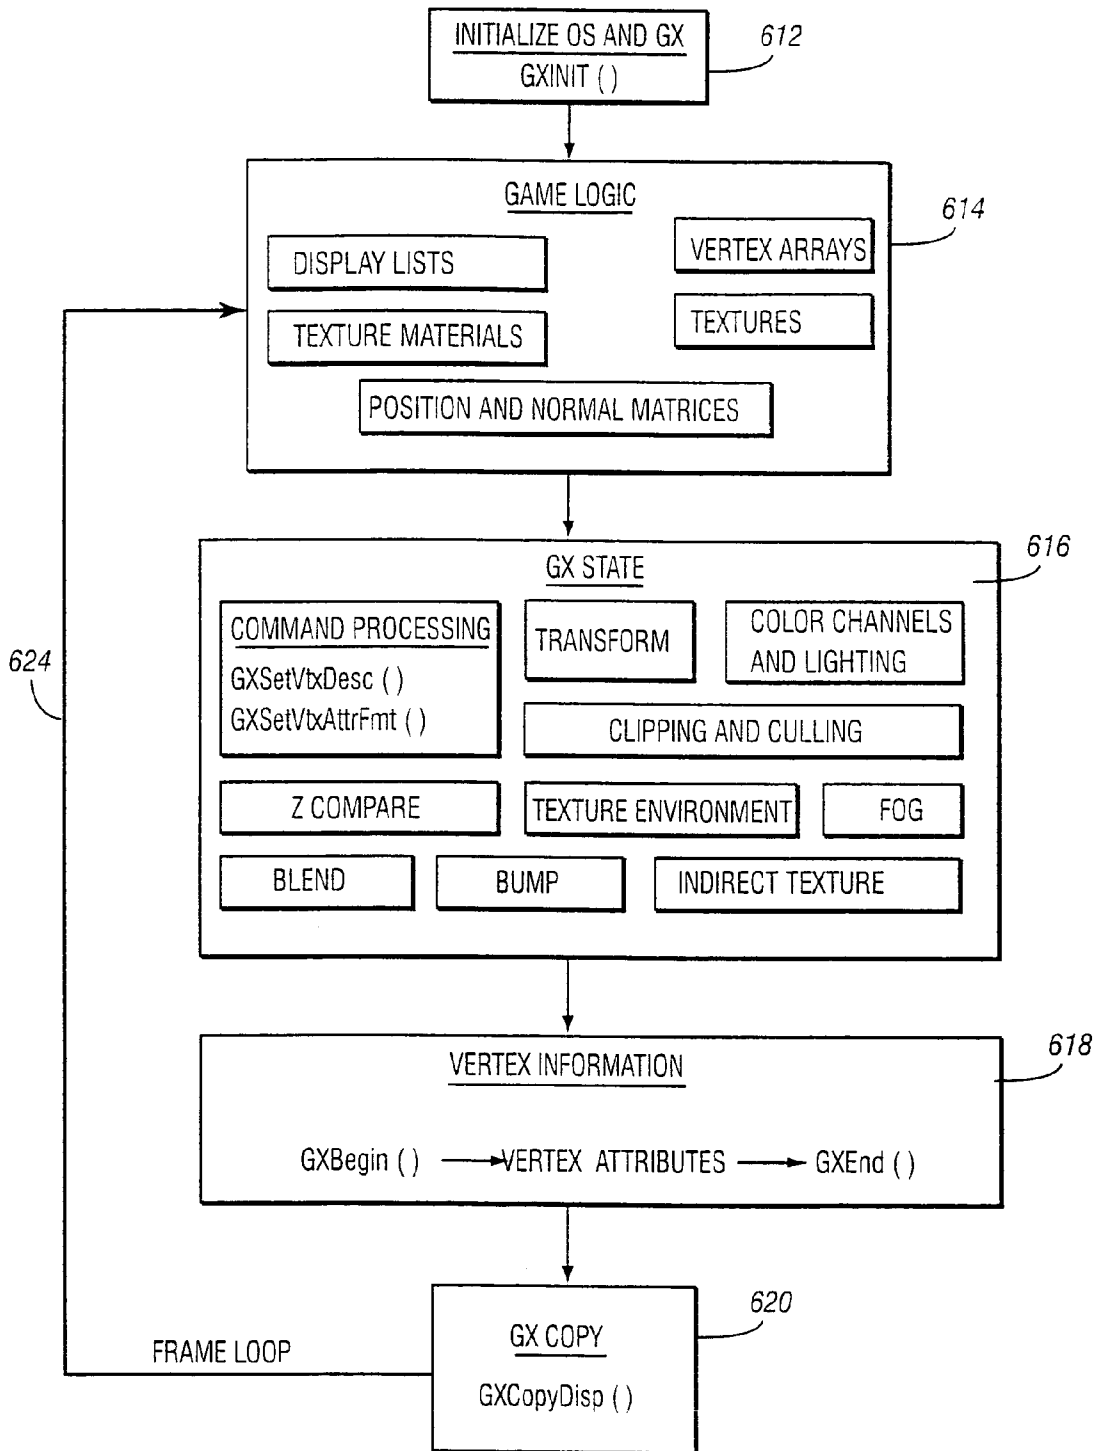 INITIALIZE OS AND GX
GXINIT ( )
612
GAME LOGIC
614
DISPLAY LISTS
VERTEX ARRAYS
TEXTURE MATERIALS
TEXTURES
POSITION AND NORMAL MATRICES
GX STATE
616
COMMAND PROCESSING
GXSetVtxDesc ( )
GXSetVtxAttrFmt ( )
TRANSFORM
COLOR CHANNELS
AND LIGHTING
CLIPPING AND CULLING
Z COMPARE
TEXTURE ENVIRONMENT
FOG
BLEND
BUMP
INDIRECT TEXTURE
624
VERTEX INFORMATION
618
GXBegin ( ) VERTEX ATTRIBUTES GXEnd ( )
620
GX COPY
GXCopyDisp ( )
FRAME LOOP